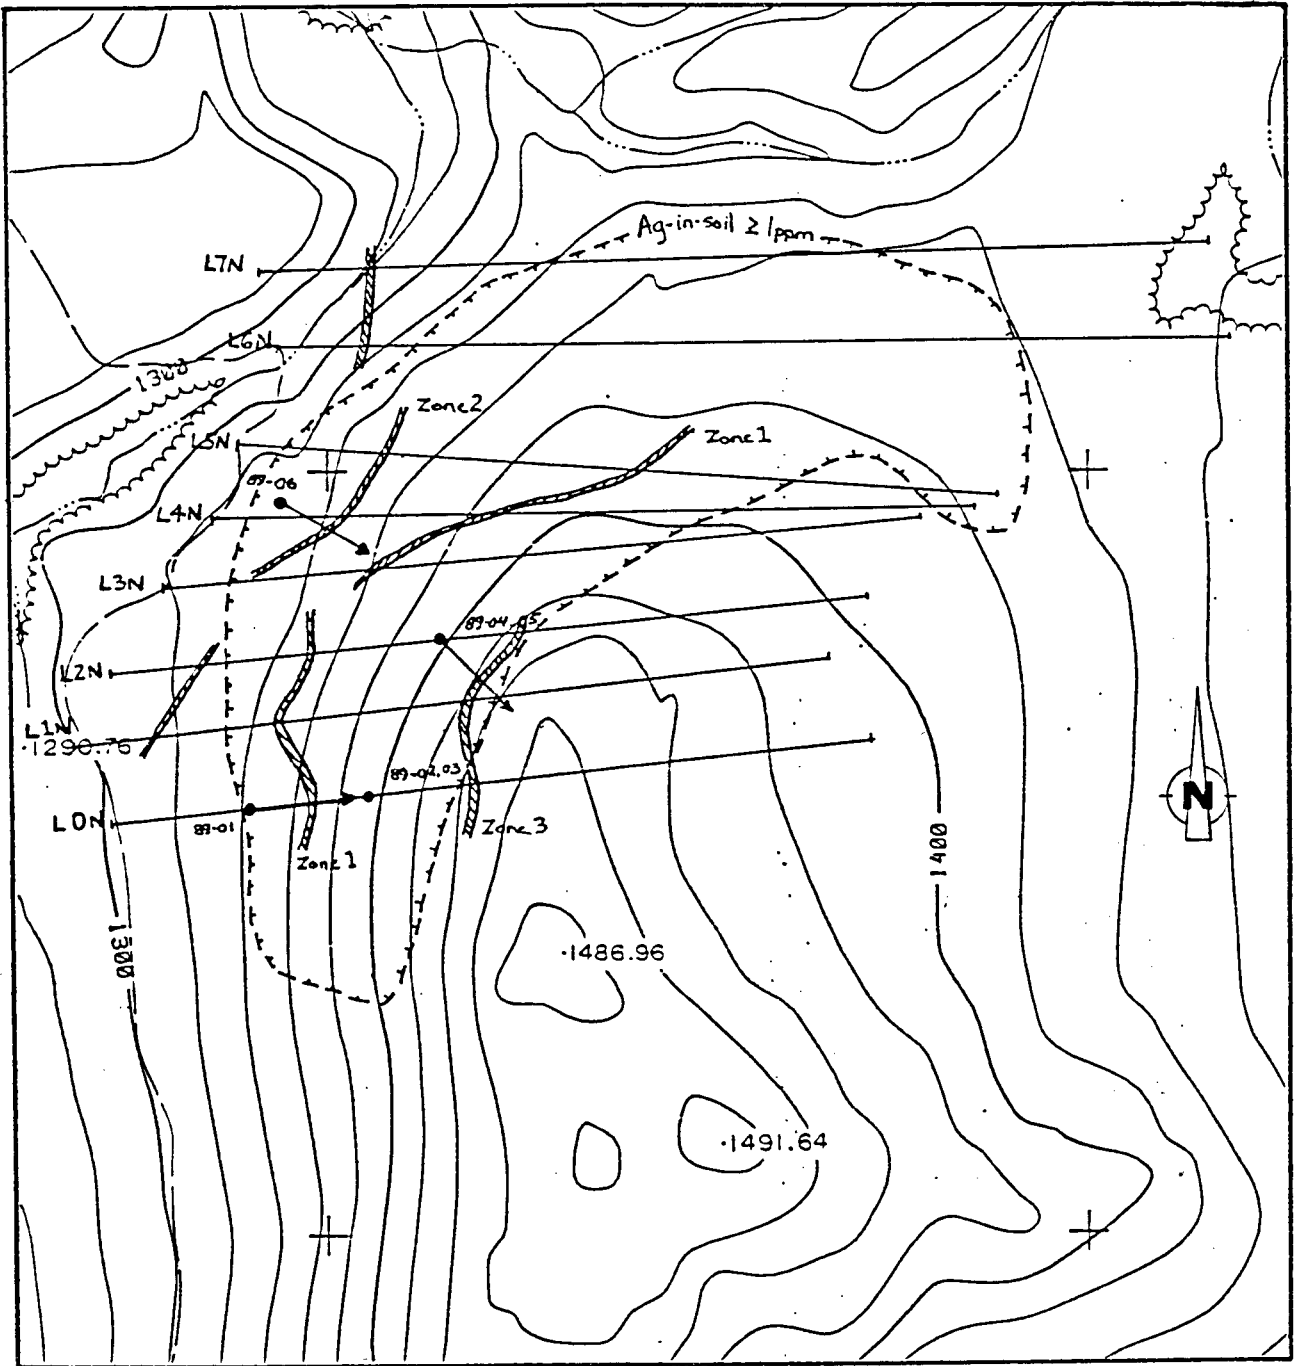 Ag-in-soil ≥ 1ppm
L7N
L6N
1300
Zone 2
Zone 1
L5N
89-06
L4N
L3N
89-04,05
L2N
L1N
·1290.76
89-02,03
N
L0N
89-01
Zone 3
Zone 1
1400
1300
·1486.96
·1491.64